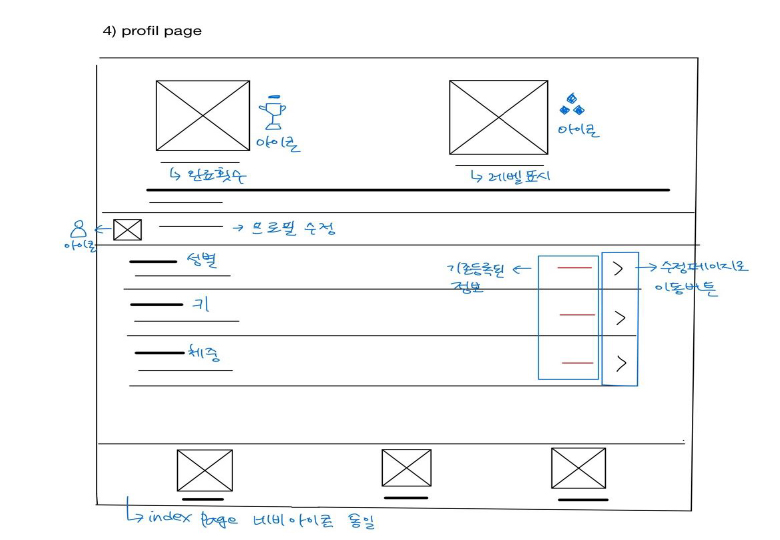 4) profil page
아이콘
아이콘
↳ 완료횟수
↳ 레벨표시
아이콘
→ 프로필 수정
성별
기존등록된
정보
→ 수정페이지로
이동버튼
키
체중
↳ index page 네비아이콘 동일